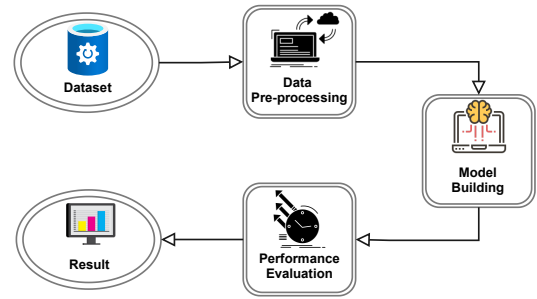 Dataset
Data
Pre-processing
Model
Building
Performance
Evaluation
Result